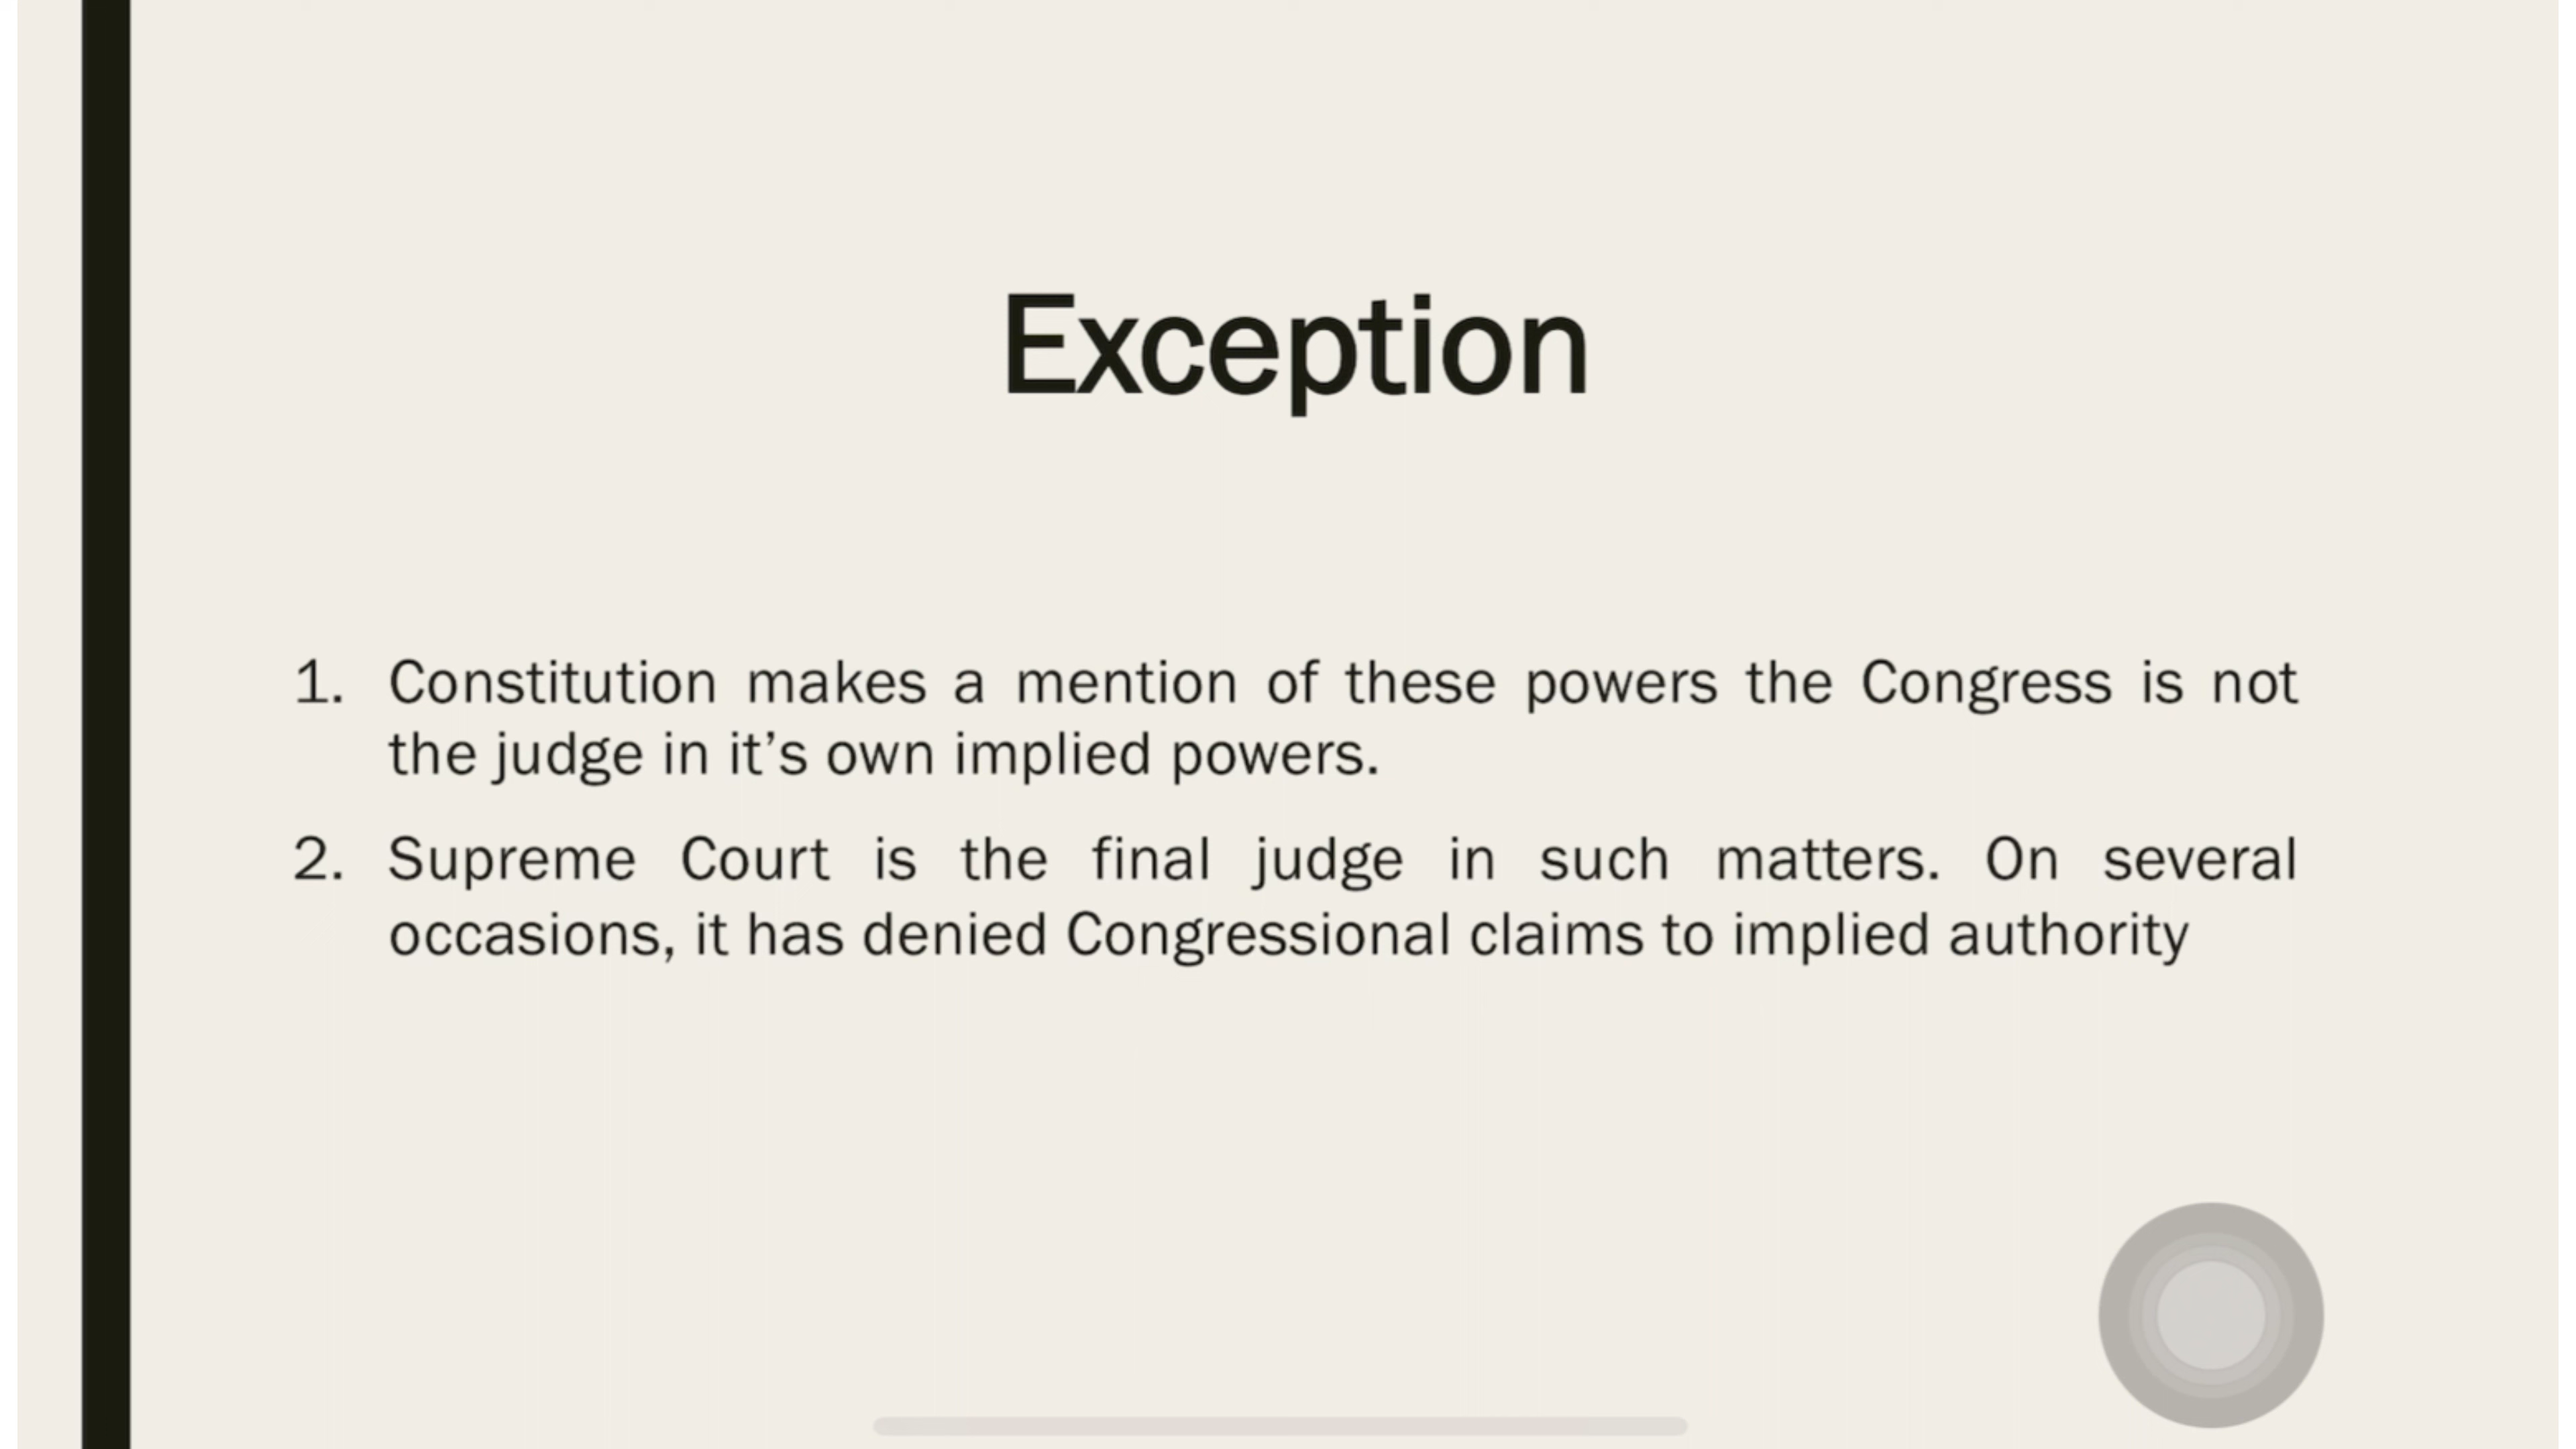 Exception
1. Constitution makes a mention of these powers the Congress is not
the judge in it’s own implied powers.
2. Supreme Court is the final judge in such matters. On several
occasions, it has denied Congressional claims to implied authority